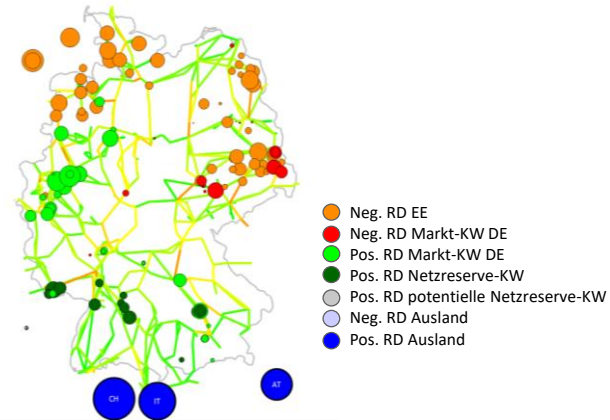 Neg. RD EE
Neg. RD Markt-KW DE
Pos. RD Markt-KW DE
Pos. RD Netzreserve-KW
Pos. RD potentielle Netzreserve-KW
Neg. RD Ausland
Pos. RD Ausland
CH
IT
AT